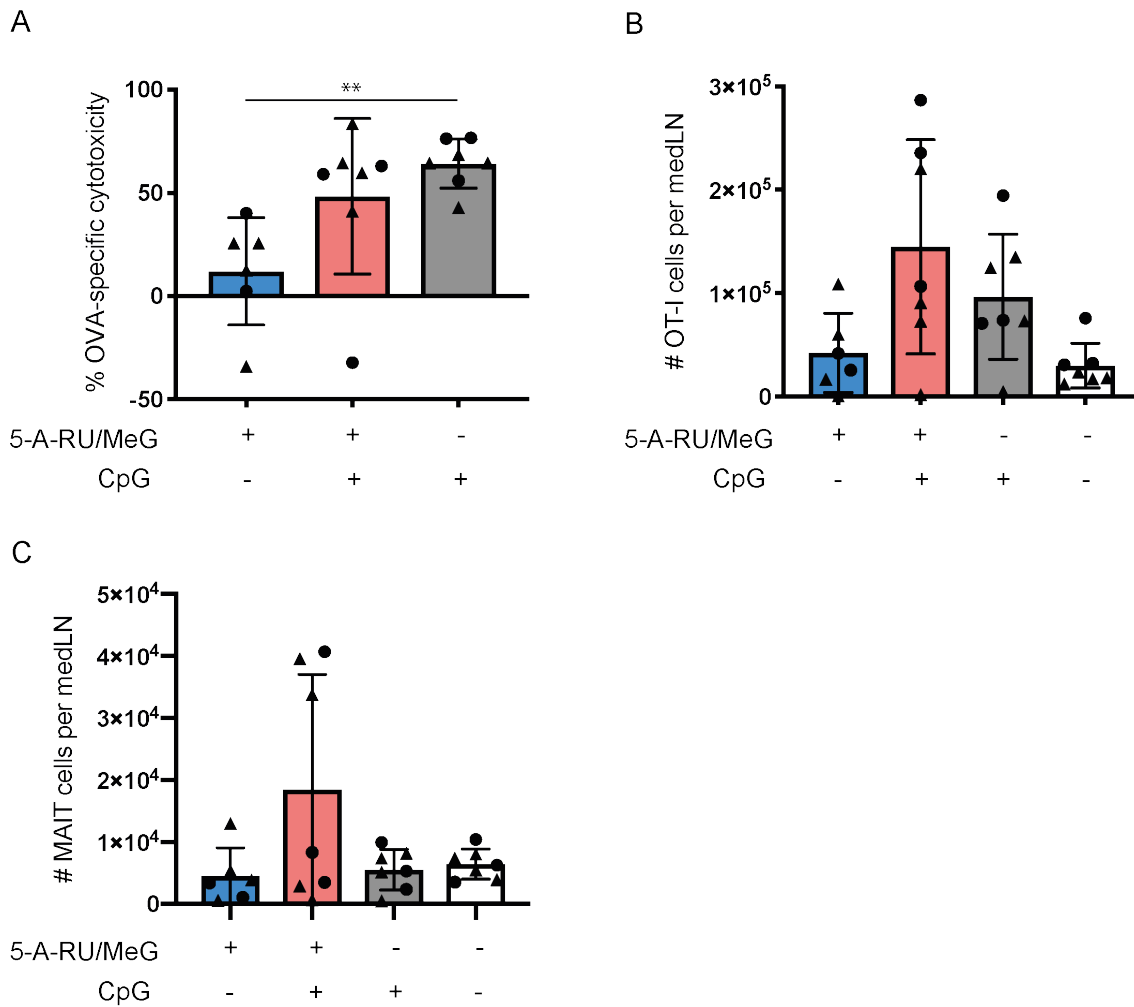 A
% OVA-specific cytotoxicity
100
50
0
-50
**
5-A-RU/MeG + + -
CpG - + +
B
# OT-I cells per medLN
3×10⁵
2×10⁵
1×10⁵
0
5-A-RU/MeG + + - -
CpG - + + -
C
# MAIT cells per medLN
5×10⁴
4×10⁴
3×10⁴
2×10⁴
1×10⁴
0
5-A-RU/MeG + + - -
CpG - + + -